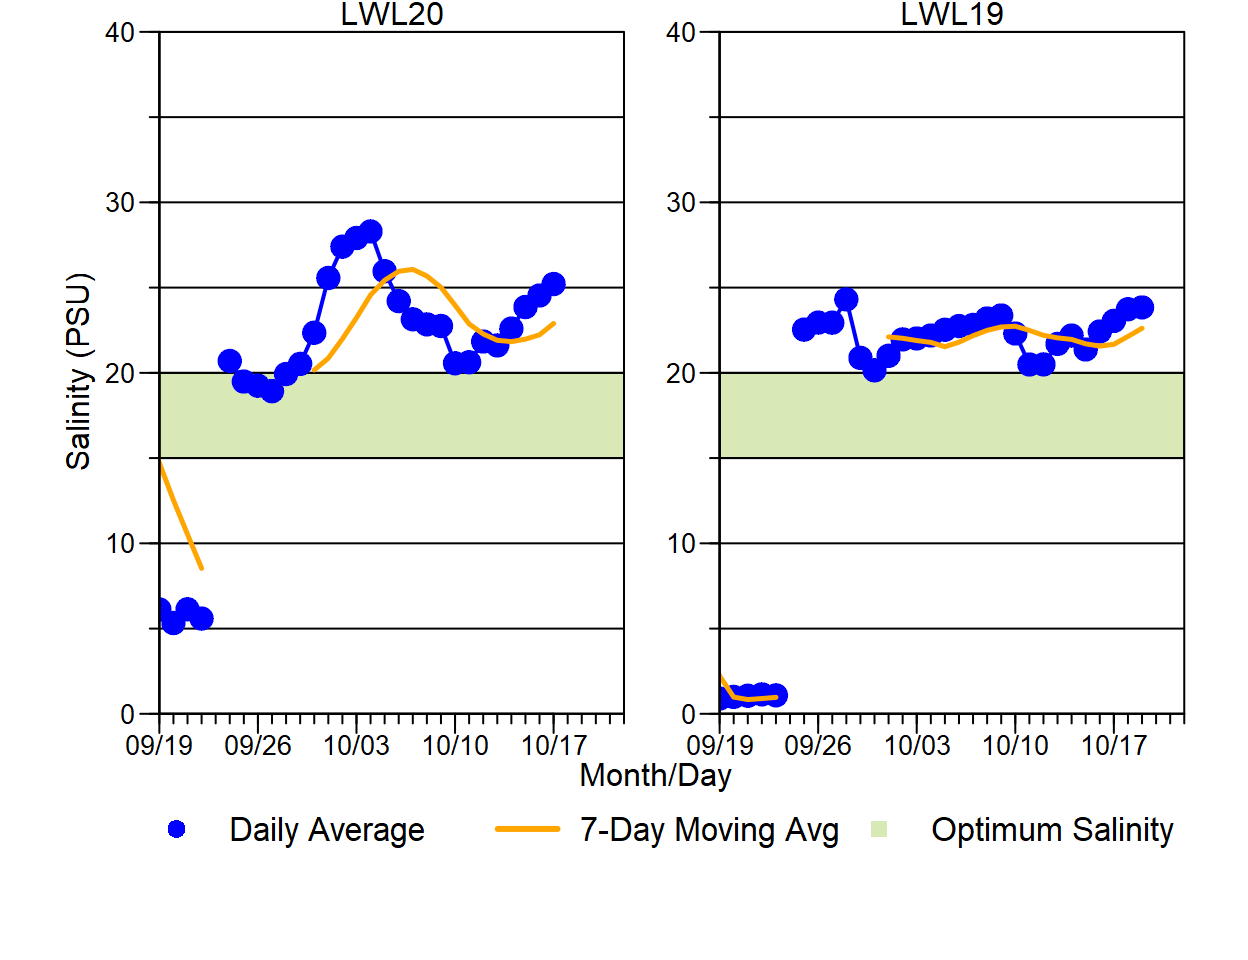 LWL20 LWL19
40 40
30 30
20 20
10 10
0 0
Salinity (PSU)
09/19 09/26 10/03 10/10 10/17 09/19 09/26 10/03 10/10 10/17
Month/Day
Daily Average 7-Day Moving Avg Optimum Salinity